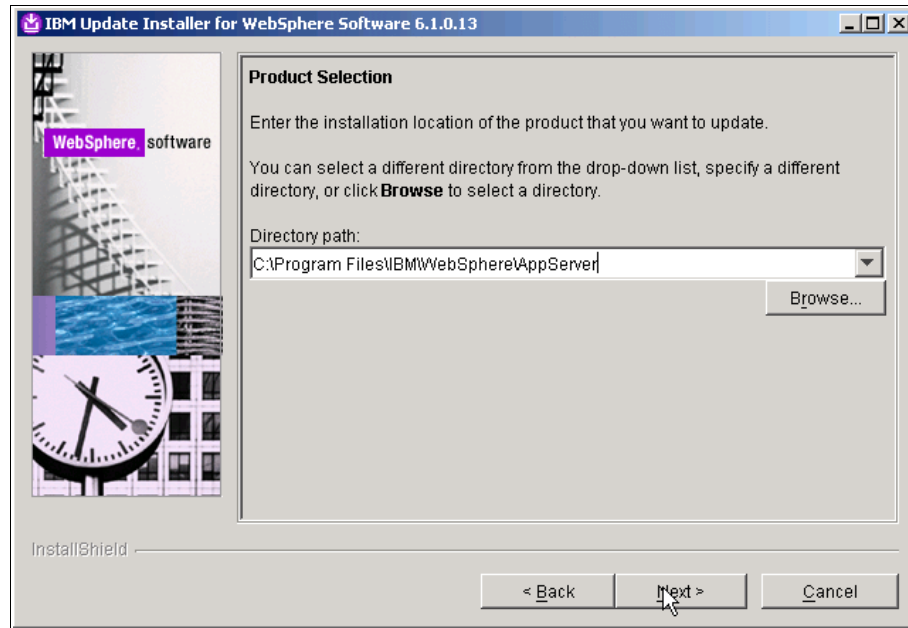 IBM Update Installer for WebSphere Software 6.1.0.13
WebSphere. software
Product Selection
Enter the installation location of the product that you want to update.
You can select a different directory from the drop-down list, specify a different
directory, or click Browse to select a directory.
Directory path:
C:\Program Files\IBM\WebSphere\AppServer
Browse...
InstallShield
< Back
Next >
Cancel